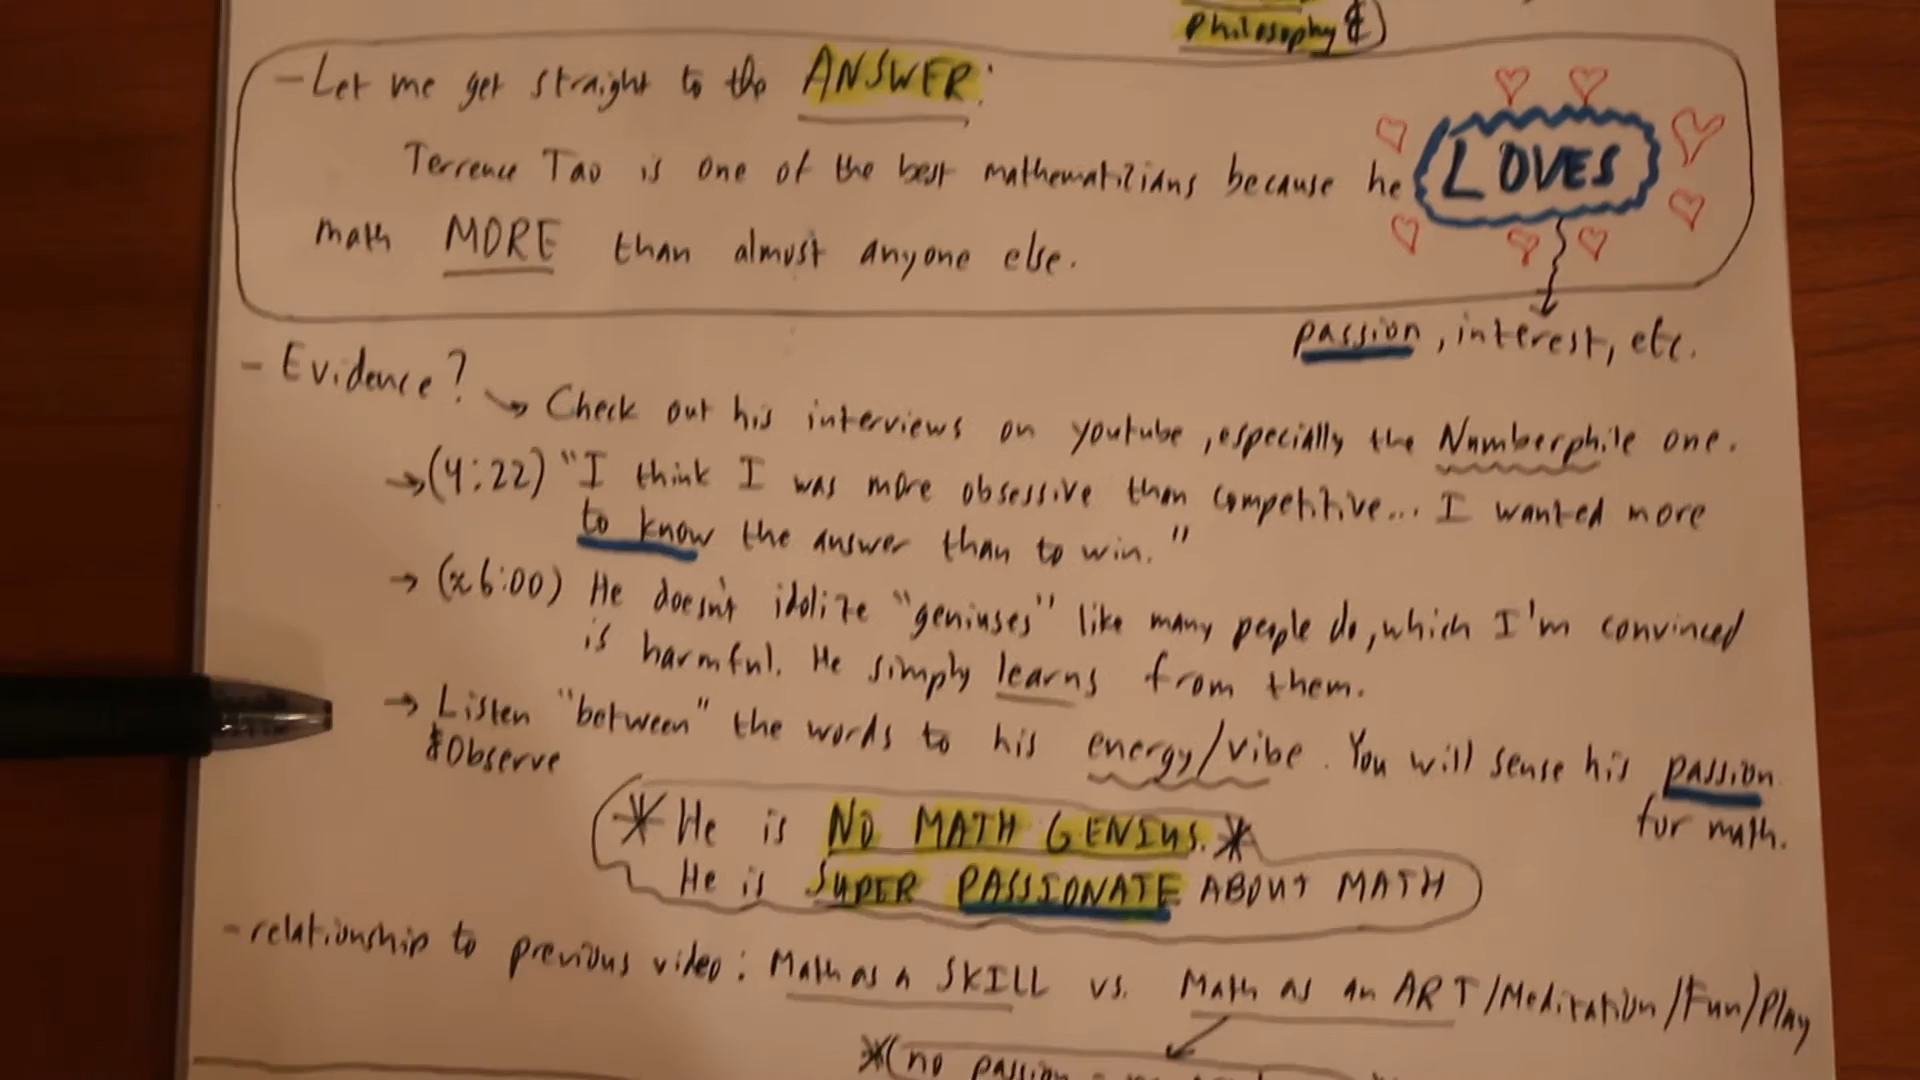 Philosophy &)
- Let me get straight to the ANSWER:
Terrence Tao is one of the best mathematicians because he LOVES
math MORE than almost anyone else.
passion, interest, etc.
- Evidence? → Check out his interviews on youtube, especially the Numberphile one.
→ (4:22) "I think I was more obsessive than competitive... I wanted more
to know the answer than to win."
→ (≈6:00) He doesn't idolize "geniuses" like many people do, which I'm convinced
is harmful. He simply learns from them.
→ Listen "between" the words to his energy/vibe. You will sense his passion
& Observe
for math.
* He is NO MATH GENIUS. *
He is SUPER PASSIONATE ABOUT MATH
- relationship to previous video: Math as a SKILL vs. Math as an ART/Meditation/Fun/Play
*(no passion